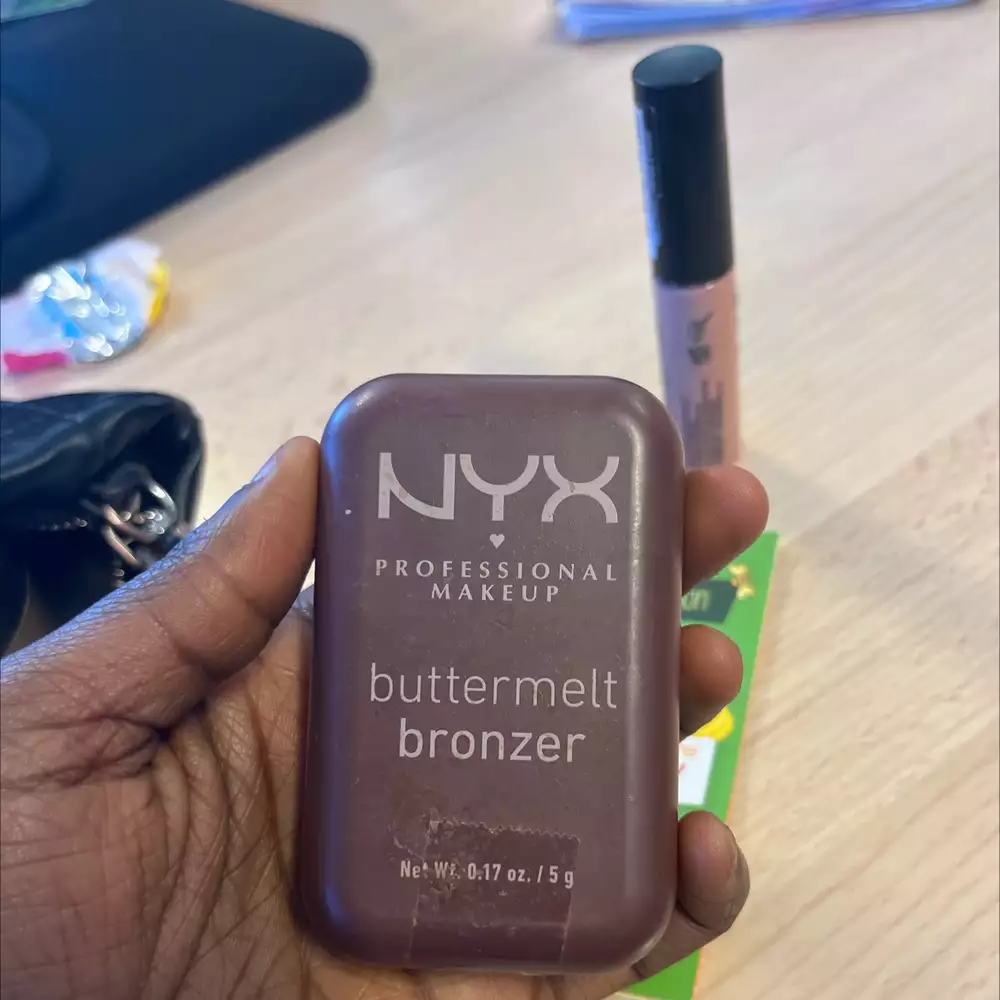 NYX
PROFESSIONAL
MAKEUP
buttermelt
bronzer
Net Wt. 0.17 oz. / 5 g